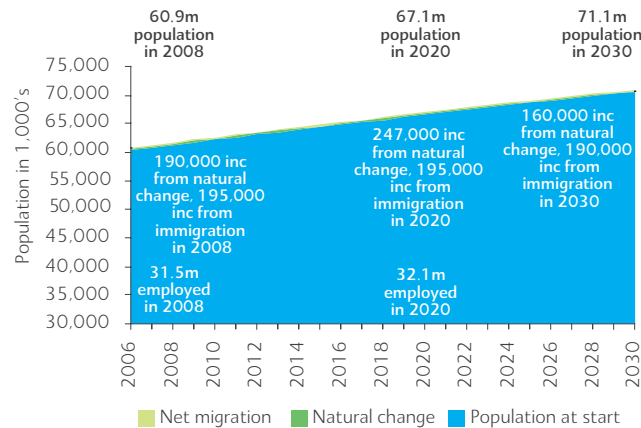 60.9m
population
in 2008
67.1m
population
in 2020
71.1m
population
in 2030
Population in 1,000's
75,000
70,000
65,000
60,000
55,000
50,000
45,000
40,000
35,000
30,000
190,000 inc
from natural
change, 195,000
inc from
immigration
in 2008
247,000 inc
from natural
change, 195,000
inc from
immigration
in 2020
160,000 inc
from natural
change, 190,000
inc from
immigration
in 2030
31.5m
employed
in 2008
32.1m
employed
in 2020
2006
2008
2010
2012
2014
2016
2018
2020
2022
2024
2026
2028
2030
Net migration
Natural change
Population at start